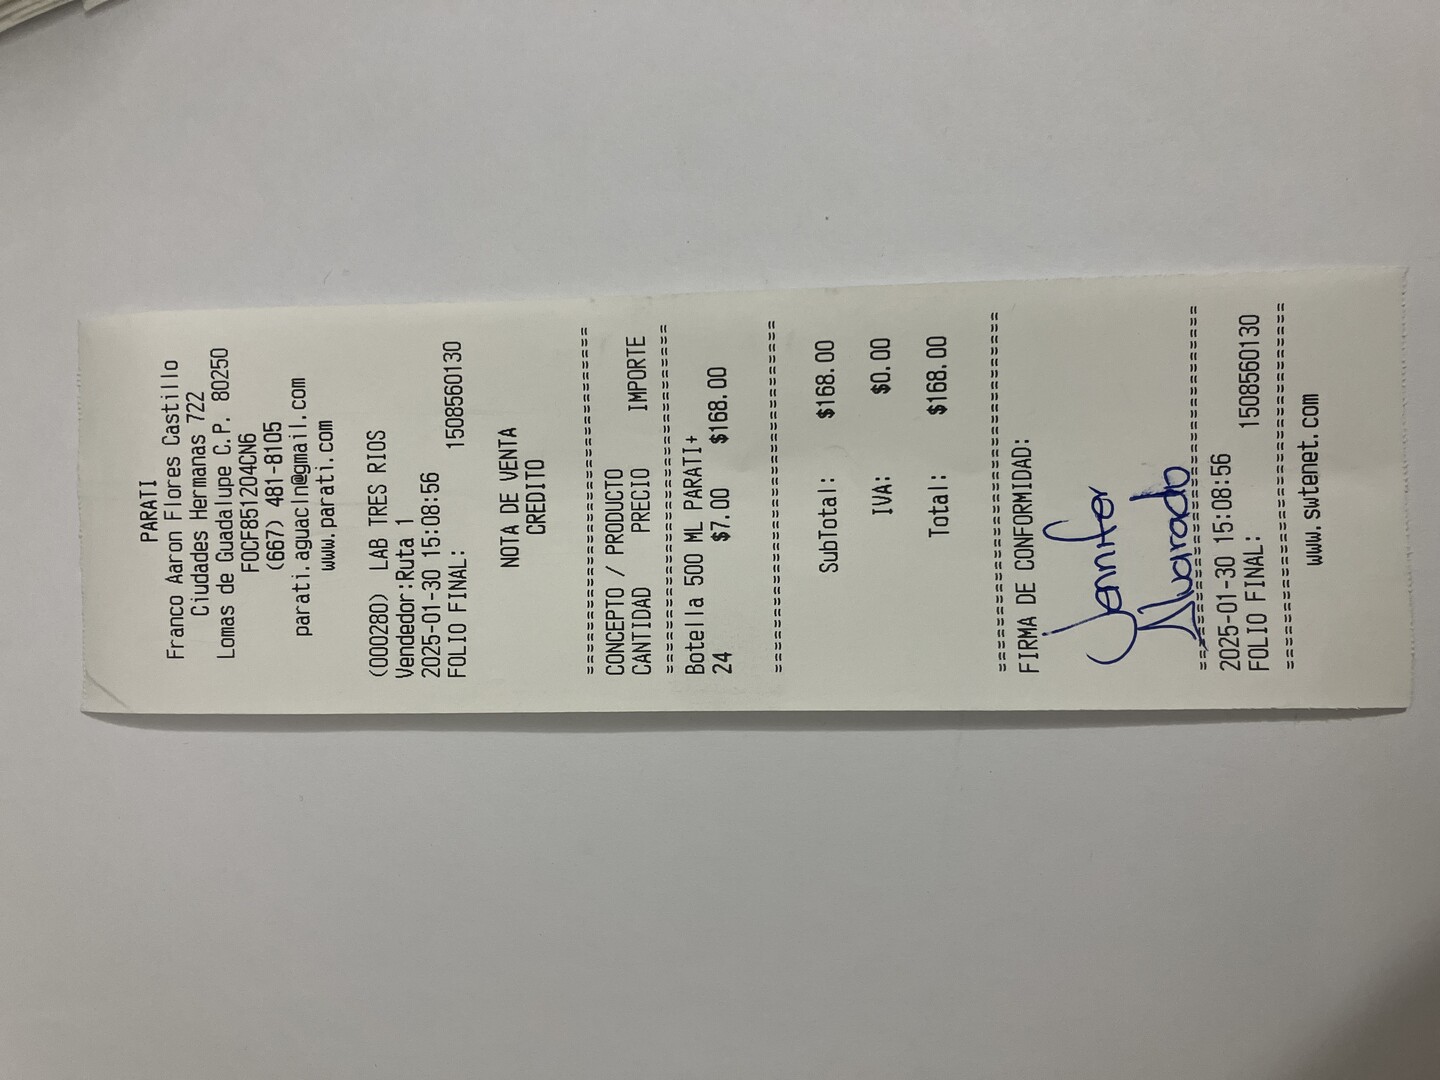 PARATI
Franco Aaron Flores Castillo
Ciudades Hermanas 722
Lomas de Guadalupe C.P. 80250
FOCF851204CN6
(667) 481-8105
parati.aguacln@gmail.com
www.parati.com
(000280) LAB TRES RIOS
Vendedor:Ruta 1
2025-01-30 15:08:56
FOLIO FINAL: 1508560130
NOTA DE VENTA
CREDITO
==============================
CONCEPTO / PRODUCTO
CANTIDAD PRECIO IMPORTE
==============================
Botella 500 ML PARATI+
24 $7.00 $168.00
==============================
SubTotal: $168.00
IVA: $0.00
Total: $168.00
==============================
FIRMA DE CONFORMIDAD:
Jennifer
Alvarado
==============================
2025-01-30 15:08:56
FOLIO FINAL: 1508560130
==============================
www.swtenet.com